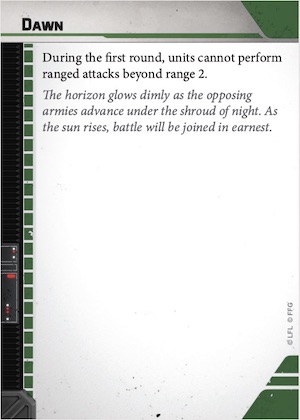 Dawn
During the first round, units cannot perform
ranged attacks beyond range 2.
The horizon glows dimly as the opposing
armies advance under the shroud of night. As
the sun rises, battle will be joined in earnest.
© LFL © FFG